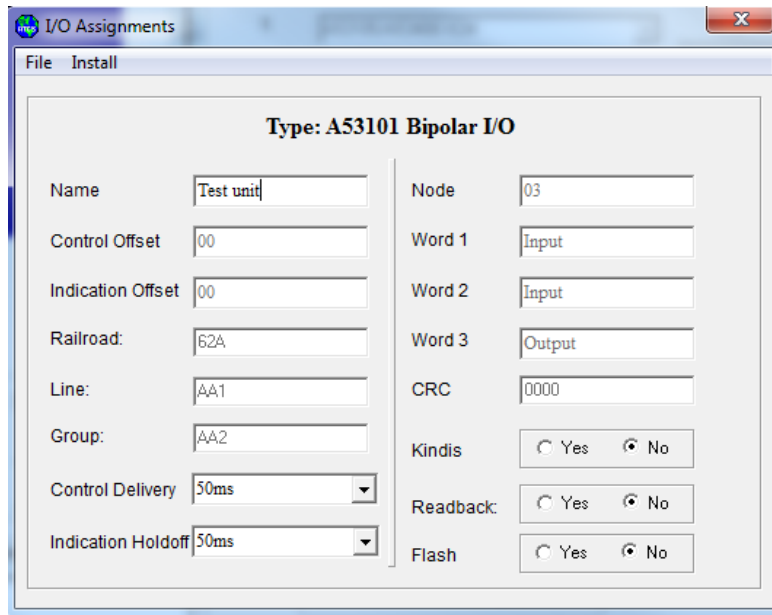 I/O Assignments
File Install
Type: A53101 Bipolar I/O
Name Test unit
Control Offset 00
Indication Offset 00
Railroad: 62A
Line: AA1
Group: AA2
Control Delivery 50ms
Indication Holdoff 50ms
Node 03
Word 1 Input
Word 2 Input
Word 3 Output
CRC 0000
Kindis Yes No
Readback: Yes No
Flash Yes No